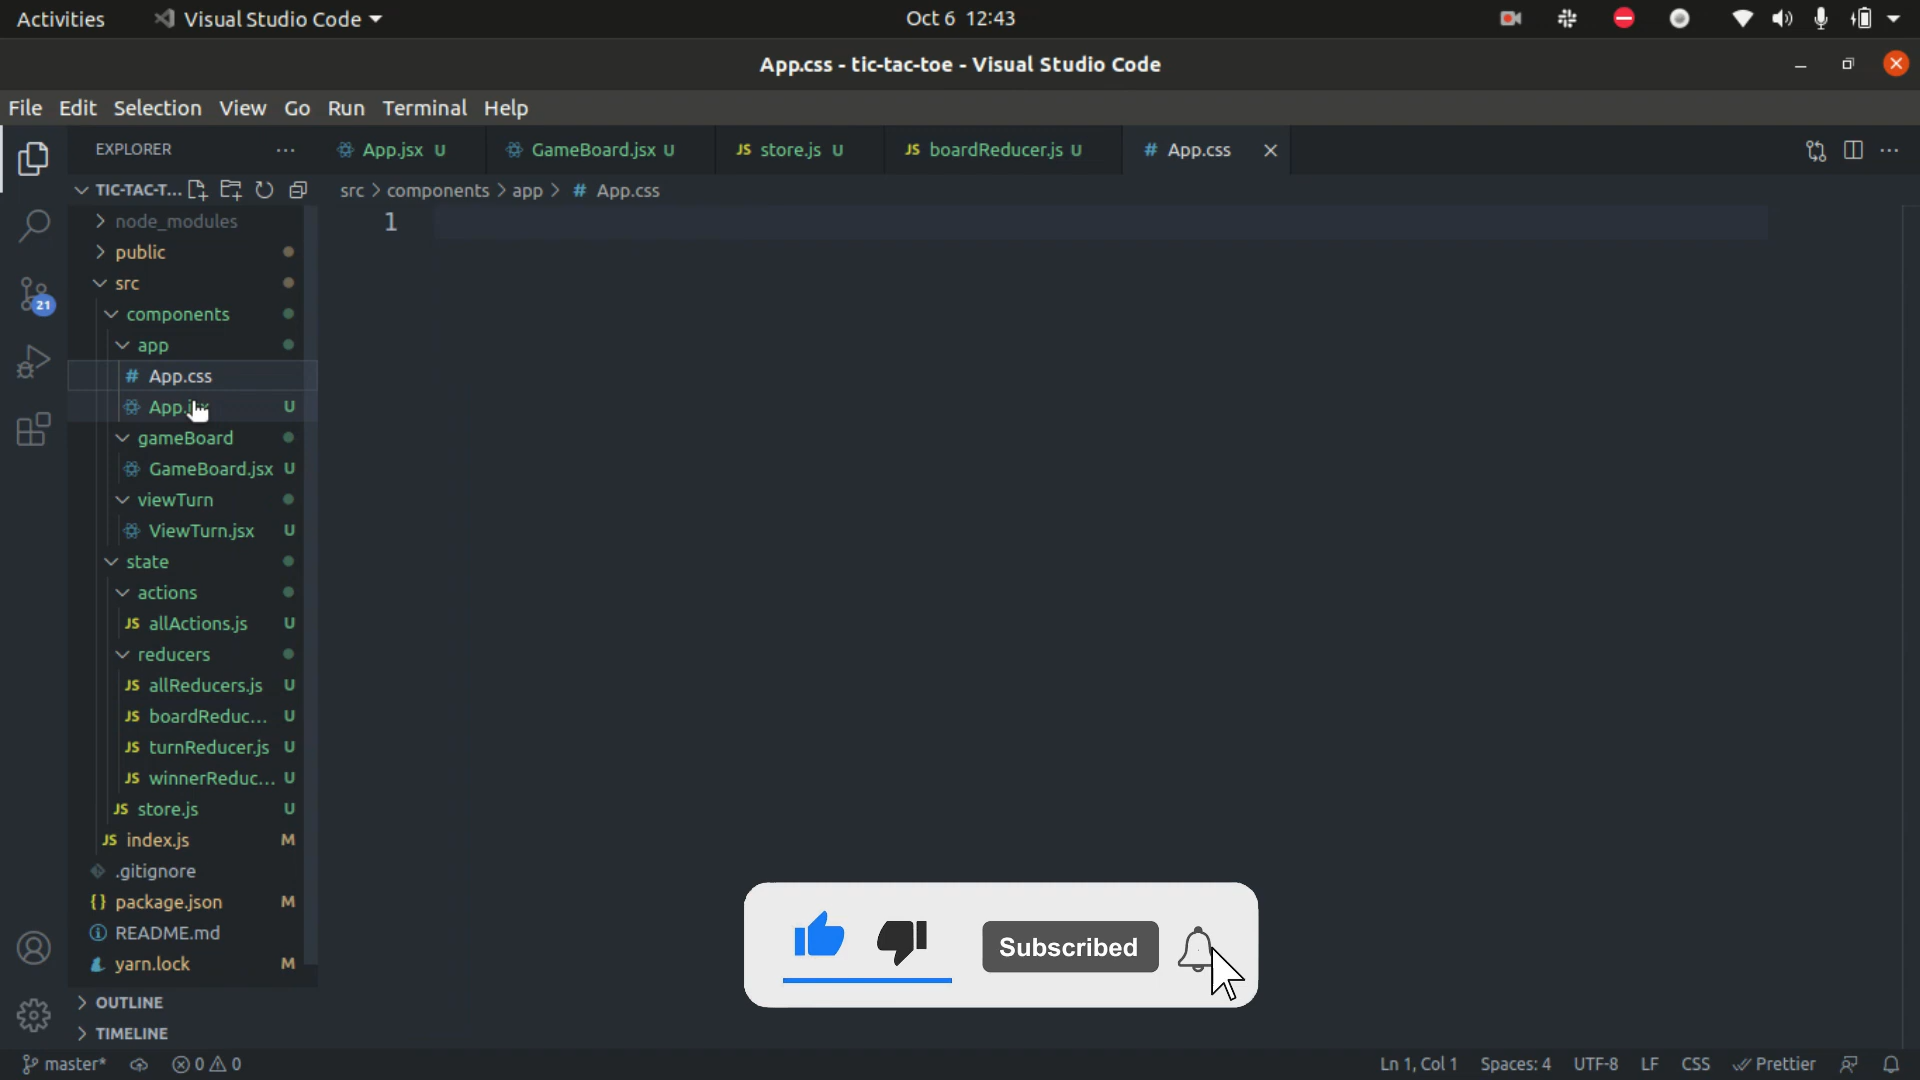 Activities Visual Studio Code Oct 6 12:43
App.css - tic-tac-toe - Visual Studio Code
File Edit Selection View Go Run Terminal Help
EXPLORER ··· App.jsx U GameBoard.jsx U JS store.js U JS boardReducer.js U # App.css
TIC-TAC-T... src > components > app > # App.css
1
node_modules
public
src
components
app
# App.css
App.jsx U
gameBoard
GameBoard.jsx U
viewTurn
ViewTurn.jsx U
state
actions
JS allActions.js U
reducers
JS allReducers.js U
JS boardReduc... U
JS turnReducer.js U
JS winnerReduc... U
JS store.js U
JS index.js M
.gitignore
{} package.json M
README.md
yarn.lock M
OUTLINE
TIMELINE
21
Subscribed
master* 0 0 Ln 1, Col 1 Spaces: 4 UTF-8 LF CSS Prettier